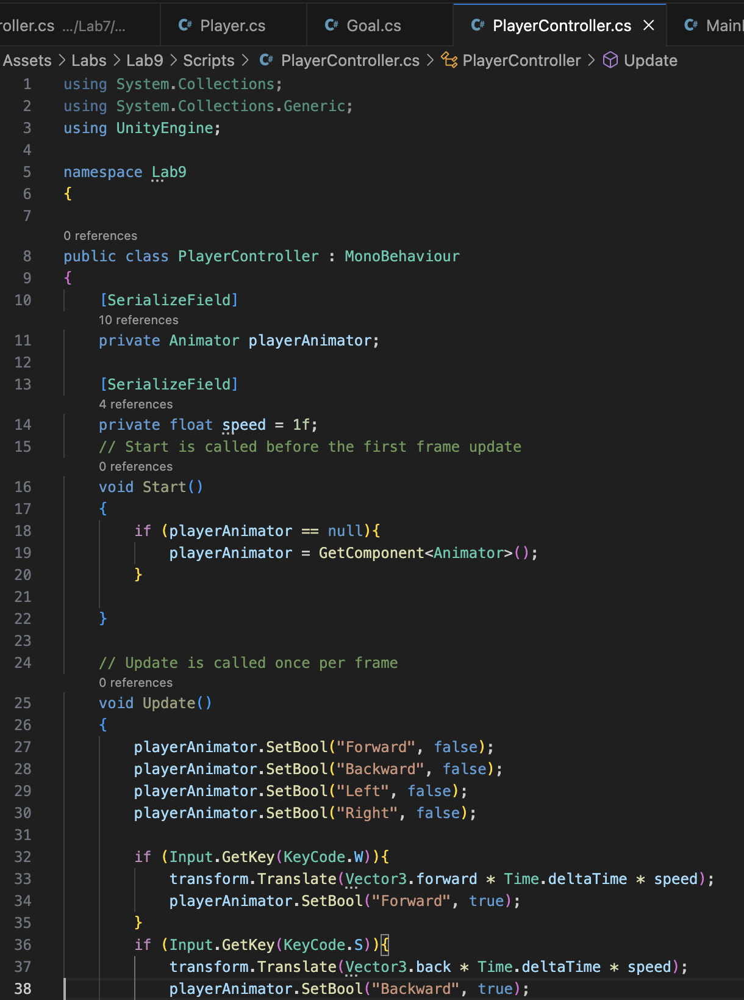 roller.cs .../Lab7/... C# Player.cs C# Goal.cs C# PlayerController.cs × C# Main
Assets > Labs > Lab9 > Scripts > C# PlayerController.cs > PlayerController > Update
1 using System.Collections;
2 using System.Collections.Generic;
3 using UnityEngine;
4
5 namespace Lab9
6 {
7
0 references
8 public class PlayerController : MonoBehaviour
9 {
10 [SerializeField]
10 references
11 private Animator playerAnimator;
12
13 [SerializeField]
4 references
14 private float speed = 1f;
15 // Start is called before the first frame update
0 references
16 void Start()
17 {
18 if (playerAnimator == null){
19 playerAnimator = GetComponent<Animator>();
20 }
21
22 }
23
24 // Update is called once per frame
0 references
25 void Update()
26 {
27 playerAnimator.SetBool("Forward", false);
28 playerAnimator.SetBool("Backward", false);
29 playerAnimator.SetBool("Left", false);
30 playerAnimator.SetBool("Right", false);
31
32 if (Input.GetKey(KeyCode.W)){
33 transform.Translate(Vector3.forward * Time.deltaTime * speed);
34 playerAnimator.SetBool("Forward", true);
35 }
36 if (Input.GetKey(KeyCode.S)){
37 transform.Translate(Vector3.back * Time.deltaTime * speed);
38 playerAnimator.SetBool("Backward", true);